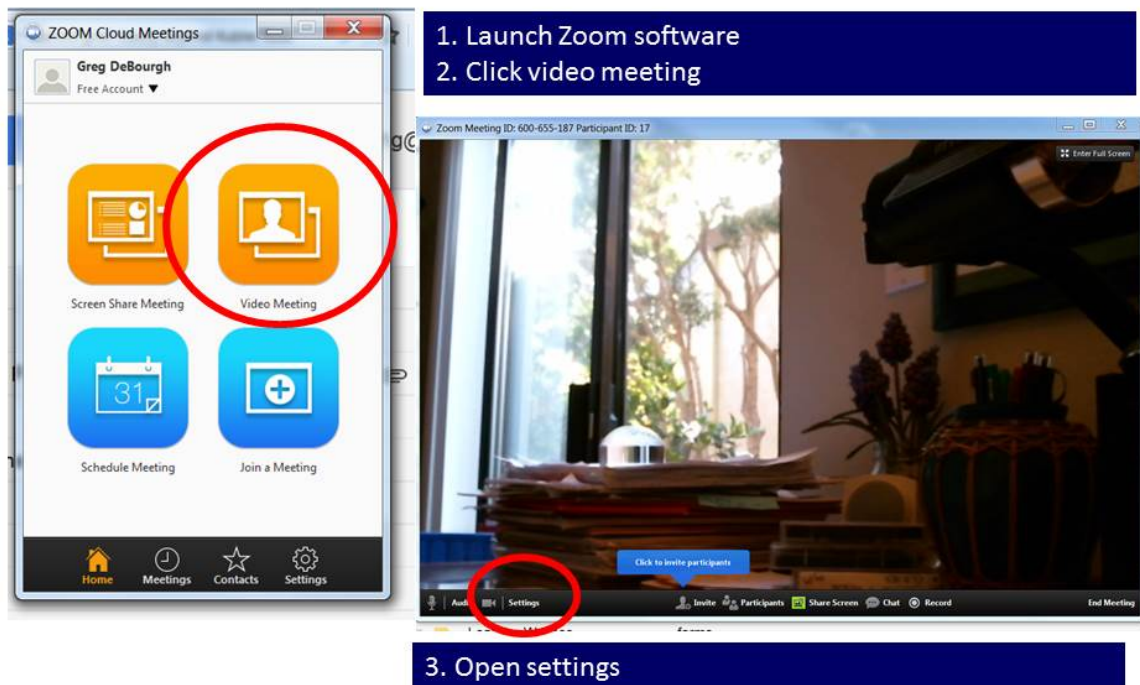 ZOOM Cloud Meetings
Greg DeBourgh
Free Account ▼
Screen Share Meeting
Video Meeting
31
Schedule Meeting
Join a Meeting
Home
Meetings
Contacts
Settings
1. Launch Zoom software
2. Click video meeting
Zoom Meeting ID: 600-655-187 Participant ID: 17
Enter Full Screen
Click to invite participants
Settings
Invite
Participants
Share Screen
Chat
Record
End Meeting
3. Open settings